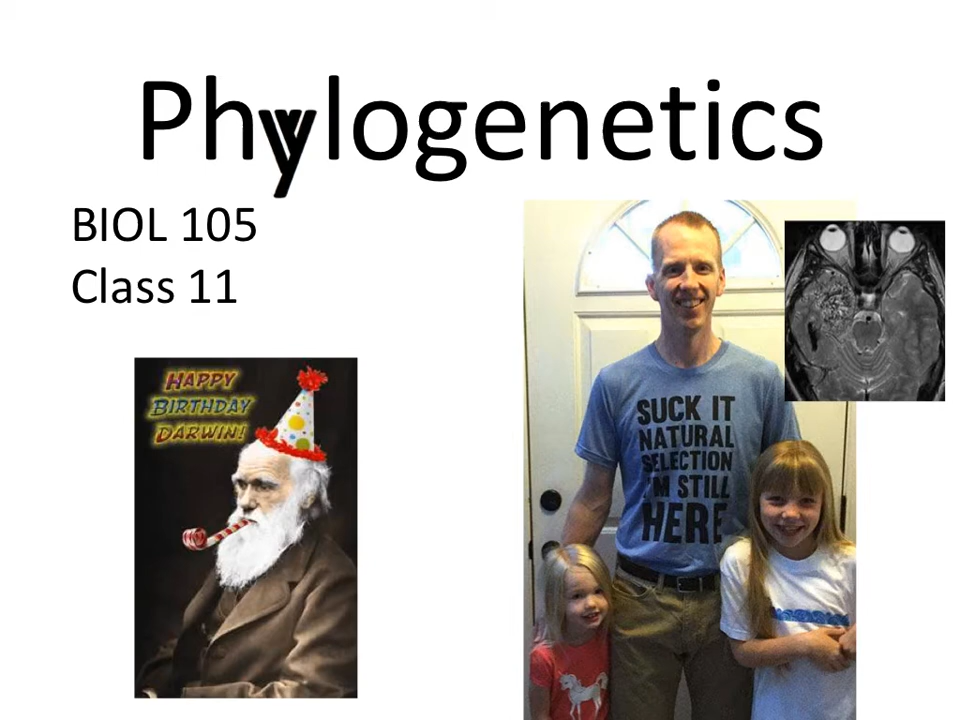 Phylogenetics
BIOL 105
Class 11
HAPPY
BIRTHDAY
DARWIN!
SUCK IT
NATURAL
SELECTION
I'M STILL
HERE